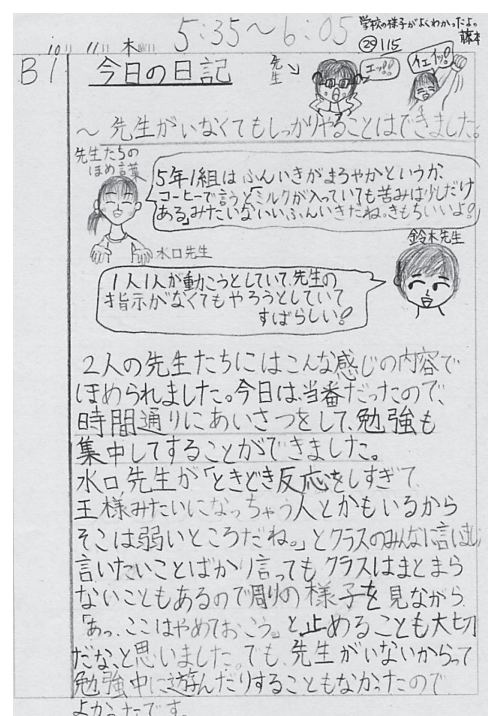 5:35～6:05
学校の様子がよくわかったよ。
藤本
㉙115
10 11 木
B1 今日の日記
先生
エッ!!
イエイッ!
～先生がいなくてもしっかりやることはできました。
先生たちの
ほめ言葉
5年1組はふんいきがまろやかというか、
コーヒーで言うと「ミルクが入っていても苦みは少しだけ
ある」みたいないいふんいきだね。きもちいいよ!
水口先生
鈴木先生
1人1人が動こうとしていて、先生の
指示がなくてもやろうとしていて
すばらしい!
2人の先生たちにはこんな感じの内容で
ほめられました。今日は、当番だったので、
時間通りにあいさつをして、勉強も
集中してすることができました。
水口先生が「ときどき反応をしすぎて、
王様みたいになっちゃう人とかもいるから
そこは弱いところだね。」とクラスのみんなに言いました
言いたいことばかり言ってもクラスはまとまら
ないこともあるので周りの様子を見ながら、
「あっ、ここはやめておこう。」と、止めることも大切
だな、と思いました。でも、先生がいないからって
勉強中に遊んだりすることもなかったので
よかったです。